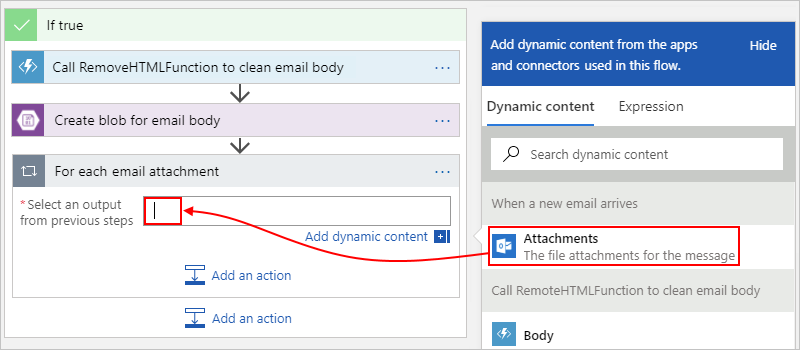 If true
Call RemoveHTMLFunction to clean email body
...
Create blob for email body
...
For each email attachment
...
* Select an output
from previous steps
Add dynamic content
Add an action
Add an action
Add dynamic content from the apps
and connectors used in this flow.
Hide
Dynamic content
Expression
Search dynamic content
When a new email arrives
Attachments
The file attachments for the message
Call RemoteHTMLFunction to clean email body
Body